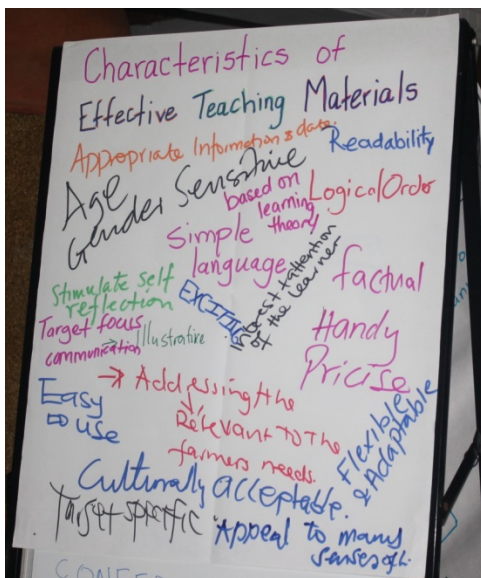 Characteristics of
Effective Teaching Materials
Appropriate Information & data.
Readability
Age
Gender Sensitive
based on
learning
theory
Logical Order
Simple
language
Interest + attention
of the learner
factual
Stimulate self
reflection
EXCITING
Target focus
communication
→ Illustrative
Handy
Pricise
Easy
⇨ use
→ Addressing the
Relevant to the
farmers needs.
Flexible
& Adaptable
Culturally acceptable.
Target specific
Appeal to many
senses